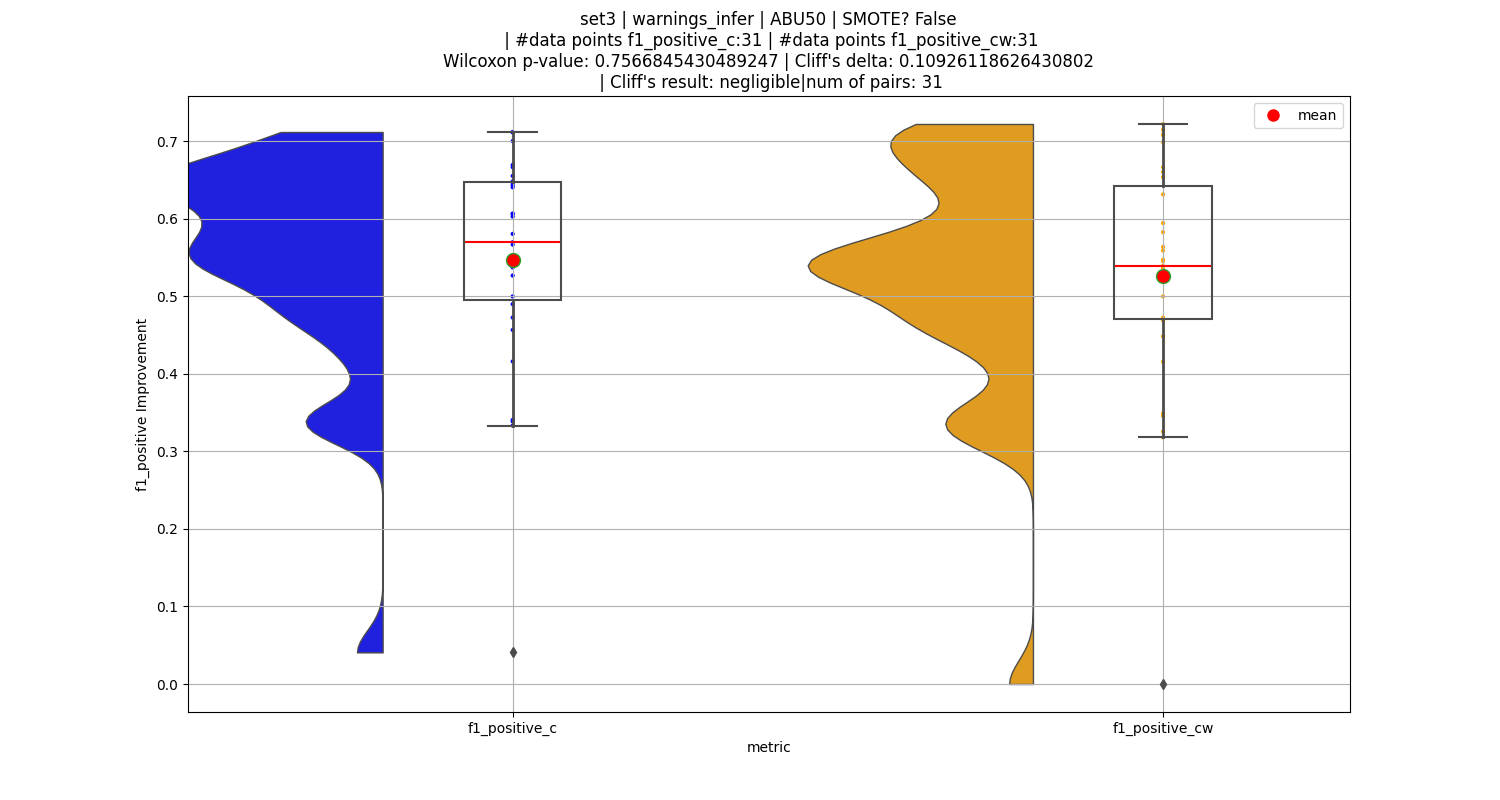 set3 | warnings_infer | ABU50 | SMOTE? False
| #data points f1_positive_c:31 | #data points f1_positive_cw:31
Wilcoxon p-value: 0.7566845430489247 | Cliff's delta: 0.10926118626430802
| Cliff's result: negligible|num of pairs: 31
mean
0.7
0.6
0.5
0.4
0.3
0.2
0.1
0.0
f1_positive Improvement
f1_positive_c
f1_positive_cw
metric